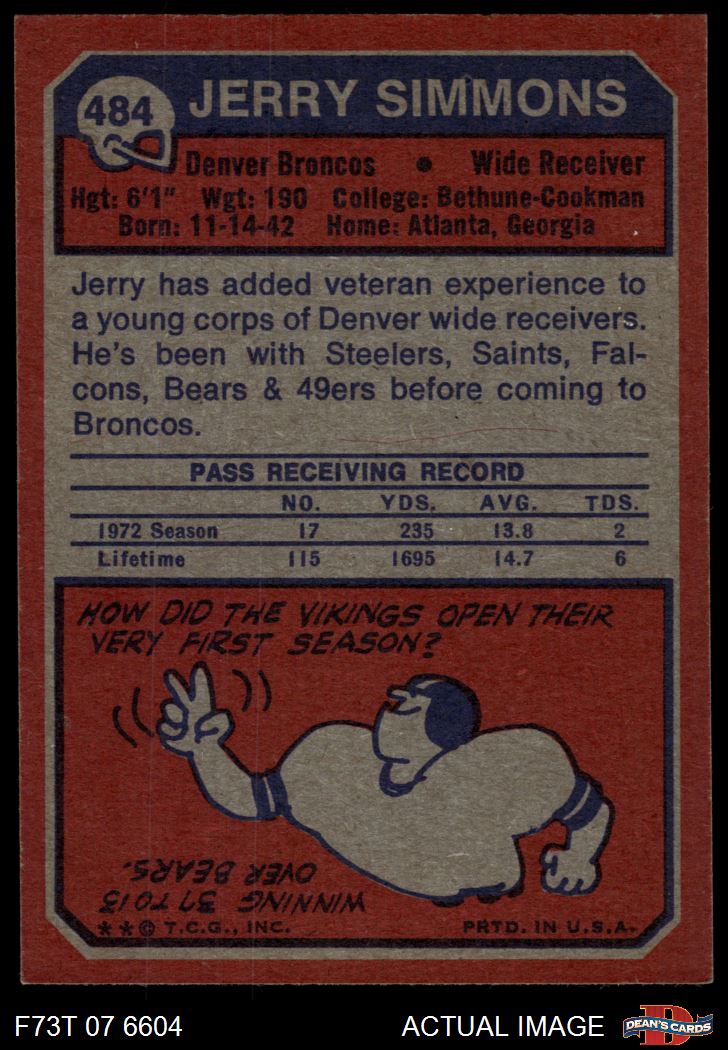 484 JERRY SIMMONS
Denver Broncos • Wide Receiver
Hgt: 6'1" Wgt: 190 College: Bethune-Cookman
Born: 11-14-42 Home: Atlanta, Georgia
Jerry has added veteran experience to
a young corps of Denver wide receivers.
He's been with Steelers, Saints, Fal-
cons, Bears & 49ers before coming to
Broncos.
PASS RECEIVING RECORD
NO. YDS. AVG. TDS.
1972 Season 17 235 13.8 2
Lifetime 115 1695 14.7 6
HOW DID THE VIKINGS OPEN THEIR
VERY FIRST SEASON?
WINNING 37 TO 13
OVER BEARS.
**© T.C.G., INC. PRTD. IN U.S.A.
F73T 07 6604 ACTUAL IMAGE
D
DEAN'S CARDS